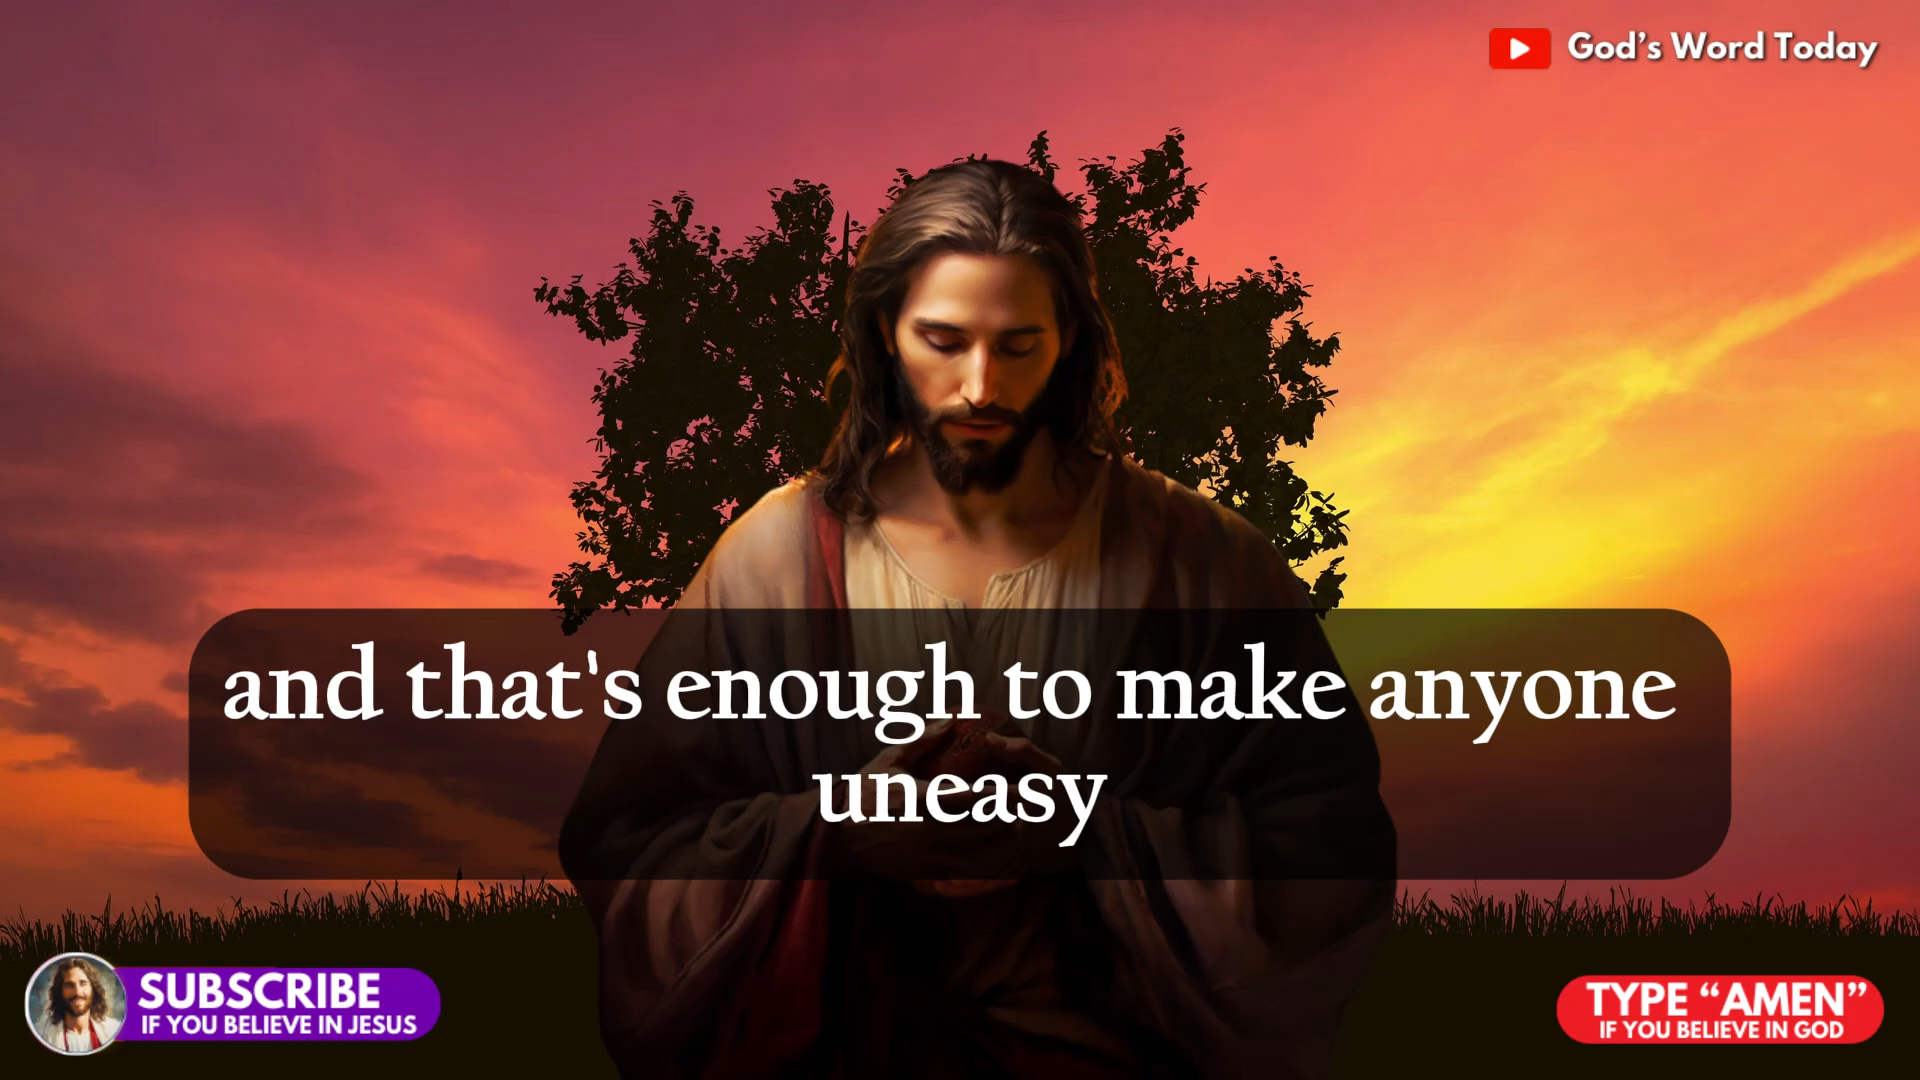 God’s Word Today
and that's enough to make anyone
uneasy
SUBSCRIBE
IF YOU BELIEVE IN JESUS
TYPE “AMEN”
IF YOU BELIEVE IN GOD